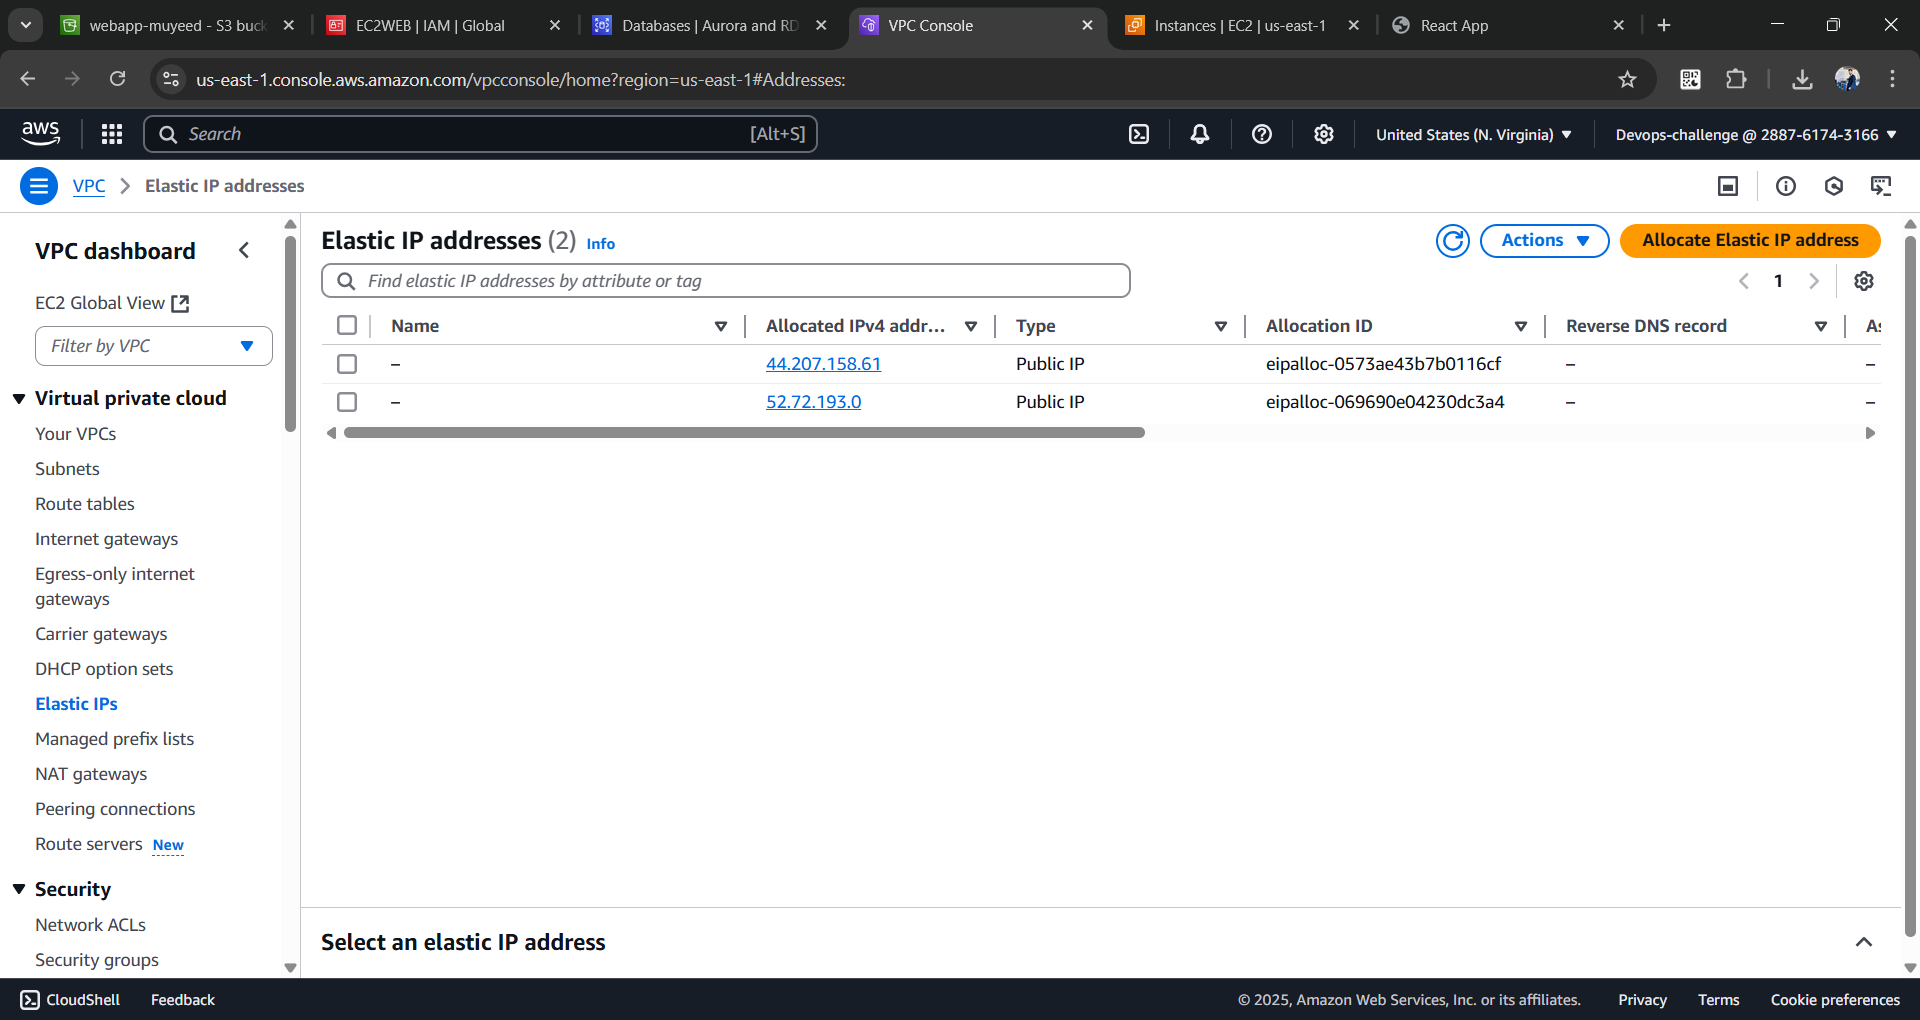 webapp-muyeed - S3 buck
EC2WEB | IAM | Global
Databases | Aurora and RD
VPC Console
Instances | EC2 | us-east-1
React App
us-east-1.console.aws.amazon.com/vpcconsole/home?region=us-east-1#Addresses:
aws
Search
[Alt+S]
United States (N. Virginia)
Devops-challenge @ 2887-6174-3166
VPC
Elastic IP addresses
VPC dashboard
EC2 Global View
Filter by VPC
Virtual private cloud
Your VPCs
Subnets
Route tables
Internet gateways
Egress-only internet
gateways
Carrier gateways
DHCP option sets
Elastic IPs
Managed prefix lists
NAT gateways
Peering connections
Route servers New
Security
Network ACLs
Security groups
Elastic IP addresses (2) Info
Actions
Allocate Elastic IP address
Find elastic IP addresses by attribute or tag
1
Name Allocated IPv4 addr... Type Allocation ID Reverse DNS record As
– 44.207.158.61 Public IP eipalloc-0573ae43b7b0116cf – –
– 52.72.193.0 Public IP eipalloc-069690e04230dc3a4 – –
Select an elastic IP address
CloudShell Feedback © 2025, Amazon Web Services, Inc. or its affiliates. Privacy Terms Cookie preferences